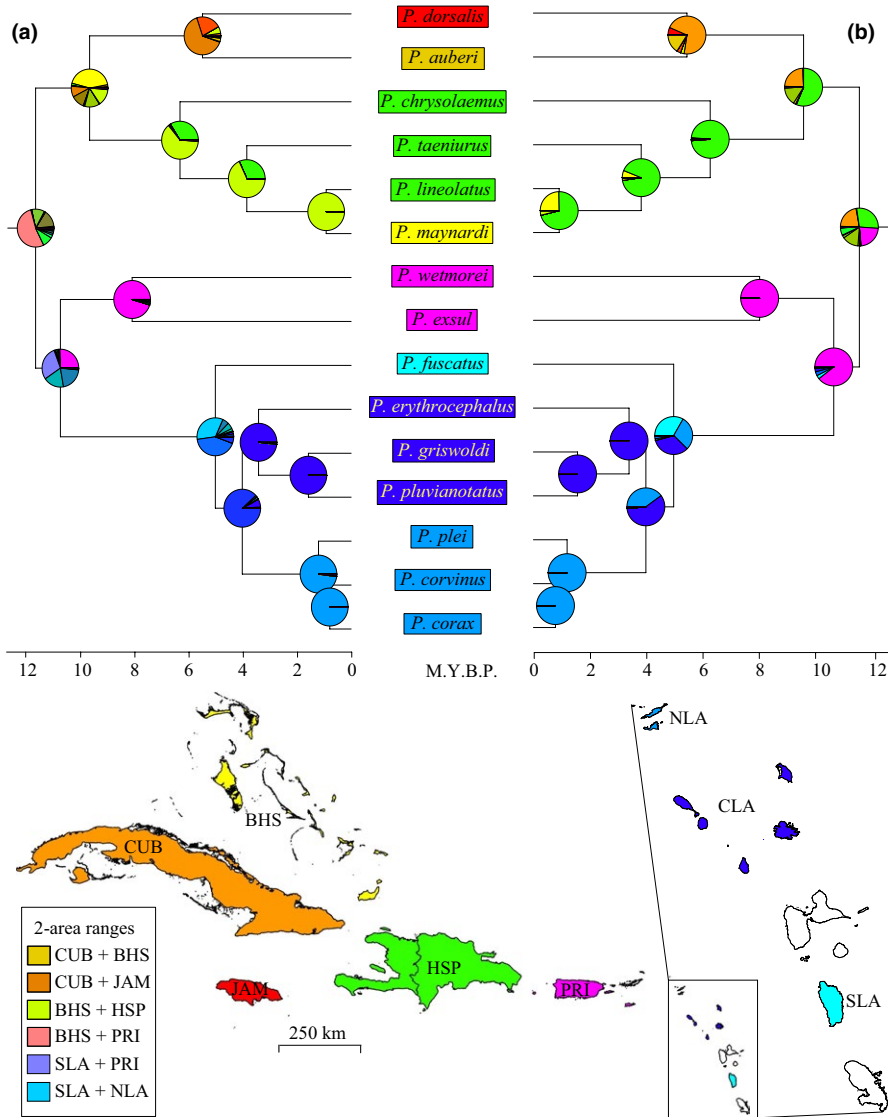 (a)
(b)
P. dorsalis
P. auberi
P. chrysolaemus
P. taeniurus
P. lineolatus
P. maynardi
P. wetmorei
P. exsul
P. fuscatus
P. erythrocephalus
P. griswoldi
P. pluvianotatus
P. plei
P. corvinus
P. corax
12 10 8 6 4 2 0 M.Y.B.P. 0 2 4 6 8 10 12
NLA
CLA
BHS
CUB
HSP
JAM
PRI
SLA
250 km
2-area ranges
CUB + BHS
CUB + JAM
BHS + HSP
BHS + PRI
SLA + PRI
SLA + NLA